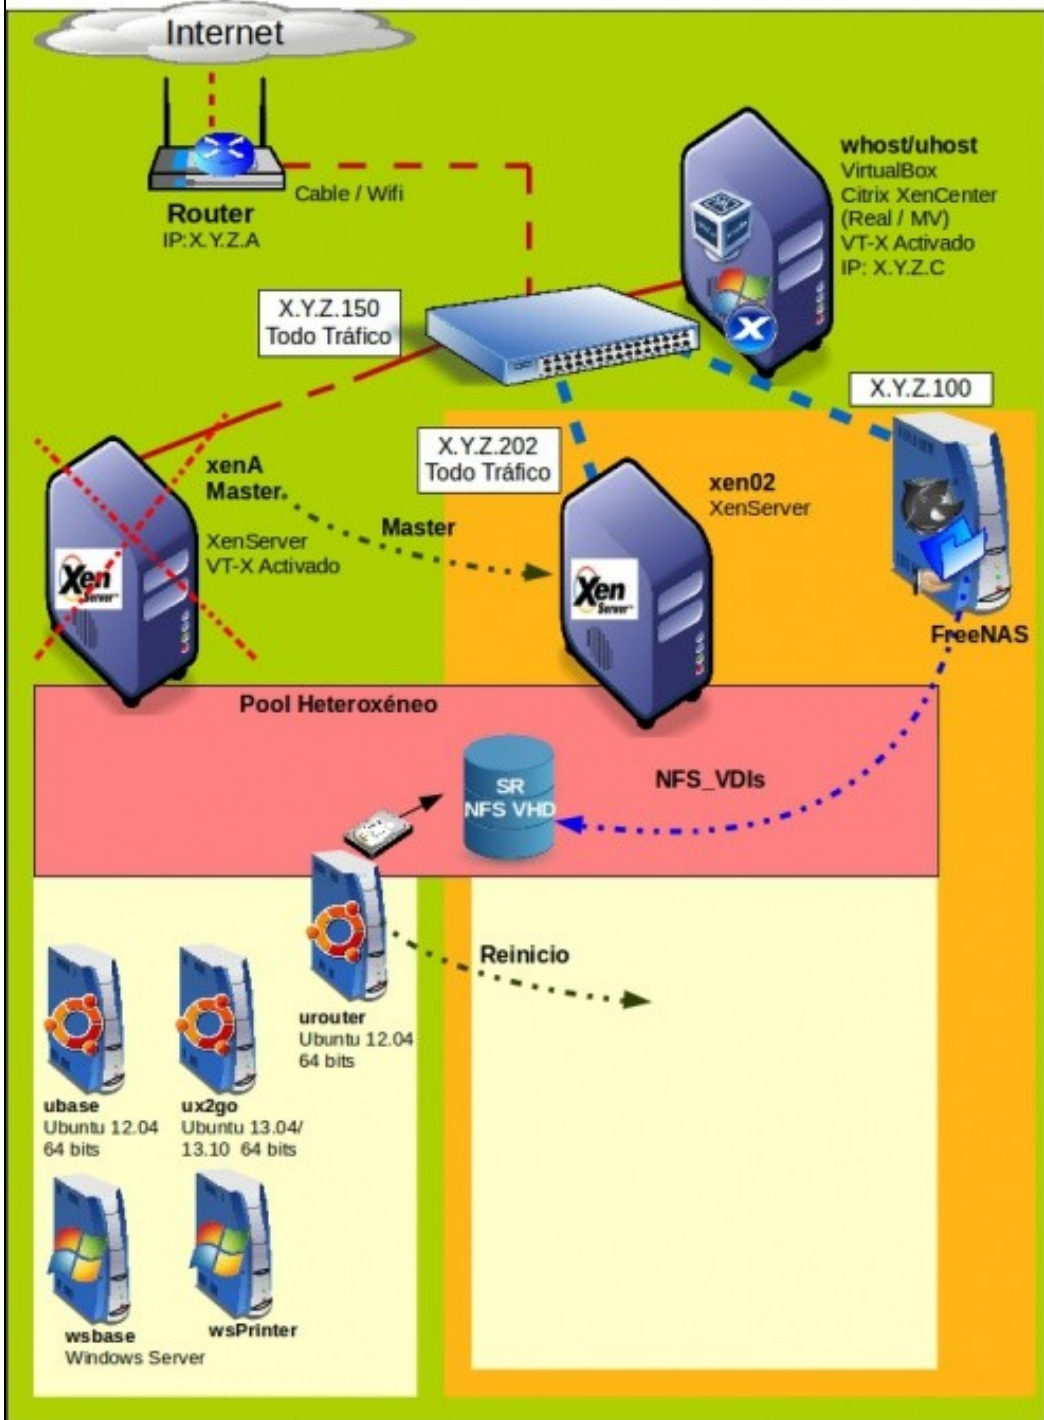 Internet
Router
IP:X.Y.Z.A
Cable / Wifi
whost/uhost
VirtualBox
Citrix XenCenter
(Real / MV)
VT-X Activado
IP: X.Y.Z.C
X.Y.Z.150
Todo Tráfico
X.Y.Z.100
X.Y.Z.202
Todo Tráfico
xenA
Master
XenServer
VT-X Activado
Master
xen02
XenServer
Xen
Server
Xen
Server
FreeNAS
Pool Heteroxéneo
SR
NFS VHD
NFS_VDIs
Reinicio
urouter
Ubuntu 12.04
64 bits
ubase
Ubuntu 12.04
64 bits
ux2go
Ubuntu 13.04/
13.10 64 bits
wsbase
Windows Server
wsPrinter